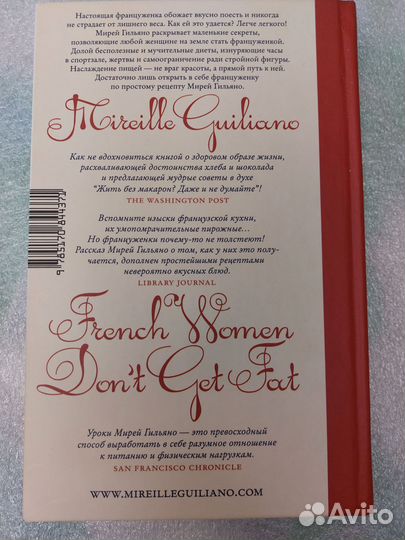 Настоящая француженка обожает вкусно поесть и никогда
не страдает от лишнего веса. Как ей это удается? Легче легкого!
Мирей Гильяно раскрывает маленькие секреты,
позволяющие любой женщине на земле стать француженкой.
Долой бесполезные и мучительные диеты, изнуряющие часы
в спортзале, жертвы и самоограничение ради стройной фигуры.
Наслаждение пищей — не враг красоты, а прямой путь к ней.
Достаточно лишь открыть в себе француженку
по простому рецепту Мирей Гильяно.
Mireille Guiliano
Как не вдохновиться книгой о здоровом образе жизни,
расхваливающей достоинства хлеба и шоколада
и предлагающей мудрые советы в духе
“Жить без макарон? Даже и не думайте”!
THE WASHINGTON POST
Вспомните изыски французской кухни,
их умопомрачительные пирожные…
Но француженки почему-то не толстеют!
Рассказ Мирей Гильяно о том, как у них это полу-
чается, дополнен простейшими рецептами
невероятно вкусных блюд.
LIBRARY JOURNAL
9 785170 844371
French Women
Don't Get Fat
Уроки Мирей Гильяно — это превосходный
способ выработать в себе разумное отношение
к питанию и физическим нагрузкам.
SAN FRANCISCO CHRONICLE
WWW.MIREILLEGUILIANO.COM
Avito